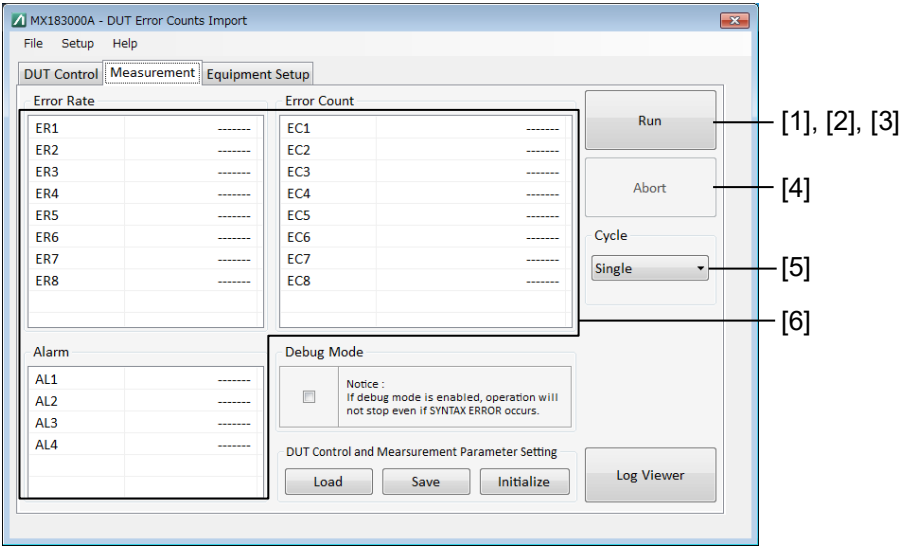 MX183000A - DUT Error Counts Import
File Setup Help
DUT Control Measurement Equipment Setup
Error Rate
ER1 -------
ER2 -------
ER3 -------
ER4 -------
ER5 -------
ER6 -------
ER7 -------
ER8 -------
Error Count
EC1 -------
EC2 -------
EC3 -------
EC4 -------
EC5 -------
EC6 -------
EC7 -------
EC8 -------
Run
[1], [2], [3]
Abort
[4]
Cycle
Single
[5]
[6]
Alarm
AL1 -------
AL2 -------
AL3 -------
AL4 -------
Debug Mode
Notice :
If debug mode is enabled, operation will
not stop even if SYNTAX ERROR occurs.
DUT Control and Mearsurement Parameter Setting
Load Save Initialize
Log Viewer